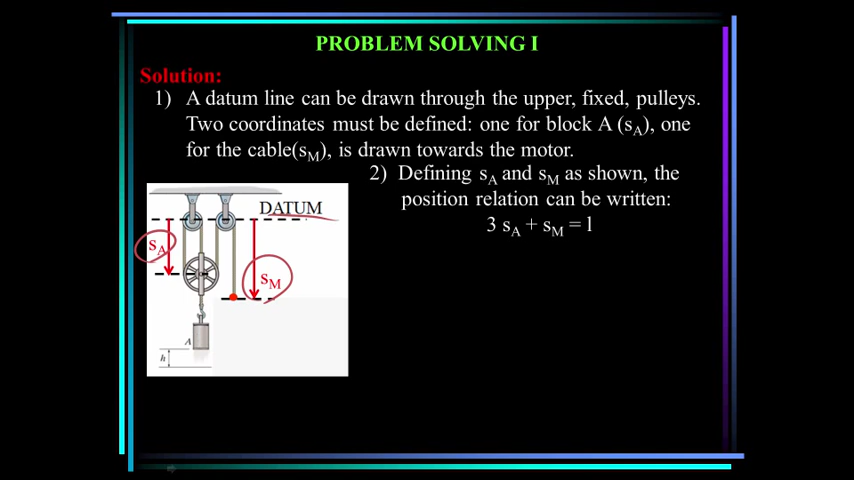 PROBLEM SOLVING I
Solution:
1) A datum line can be drawn through the upper, fixed, pulleys.
Two coordinates must be defined: one for block A (sA), one
for the cable(sM), is drawn towards the motor.
2) Defining sA and sM as shown, the
position relation can be written:
3 sA + sM = l
DATUM
sA
sM
A
h